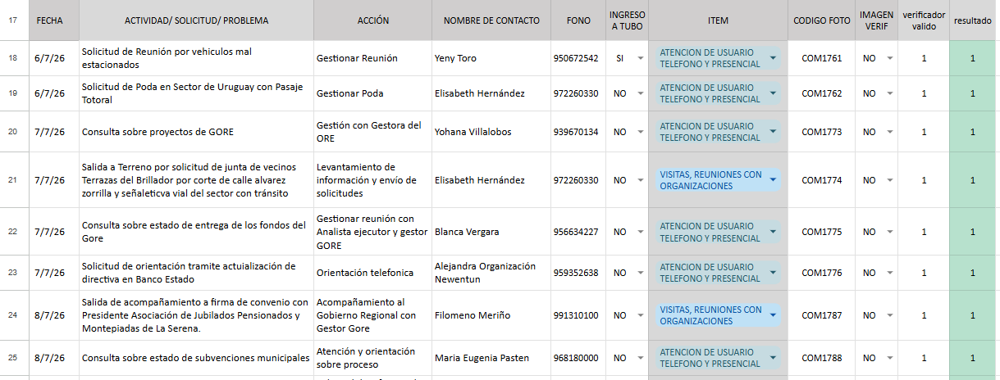 17 FECHA ACTIVIDAD/ SOLICITUD/ PROBLEMA ACCIÓN NOMBRE DE CONTACTO FONO INGRESO A TUBO ITEM CODIGO FOTO IMAGEN VERIF verificador valido resultado
18 6/7/26 Solicitud de Reunión por vehiculos mal estacionados Gestionar Reunión Yeny Toro 950672542 SI ATENCION DE USUARIO TELEFONO Y PRESENCIAL COM1761 NO 1 1
19 6/7/26 Solicitud de Poda en Sector de Uruguay con Pasaje Totoral Gestionar Poda Elisabeth Hernández 972260330 NO ATENCION DE USUARIO TELEFONO Y PRESENCIAL COM1762 NO 1 1
20 7/7/26 Consulta sobre proyectos de GORE Gestión con Gestora del ORE Yohana Villalobos 939670134 NO ATENCION DE USUARIO TELEFONO Y PRESENCIAL COM1773 NO 1 1
21 7/7/26 Salida a Terreno por solicitud de junta de vecinos Terrazas del Brillador por corte de calle alvarez zorrilla y señaleticva vial del sector con tránsito Levantamiento de información y envío de solicitudes Elisabeth Hernández 972260330 NO VISITAS, REUNIONES CON ORGANIZACIONES COM1774 NO 1 1
22 7/7/26 Consulta sobre estado de entrega de los fondos del Gore Gestionar reunión con Analista ejecutor y gestor GORE Blanca Vergara 956634227 NO ATENCION DE USUARIO TELEFONO Y PRESENCIAL COM1775 NO 1 1
23 7/7/26 Solicitud de orientación tramite actuialización de directiva en Banco Estado Orientación telefonica Alejandra Organización Newentun 959352638 NO ATENCION DE USUARIO TELEFONO Y PRESENCIAL COM1776 NO 1 1
24 8/7/26 Salida de acompañamiento a firma de convenio con Presidente Asociación de Jubilados Pensionados y Montepiadas de La Serena. Acompañamiento al Gobierno Regional con Gestor Gore Filomeno Meriño 991310100 NO VISITAS, REUNIONES CON ORGANIZACIONES COM1787 NO 1 1
25 8/7/26 Consulta sobre estado de subvenciones municipales Atención y orientación sobre proceso Maria Eugenia Pasten 968180000 NO ATENCION DE USUARIO TELEFONO Y PRESENCIAL COM1788 NO 1 1